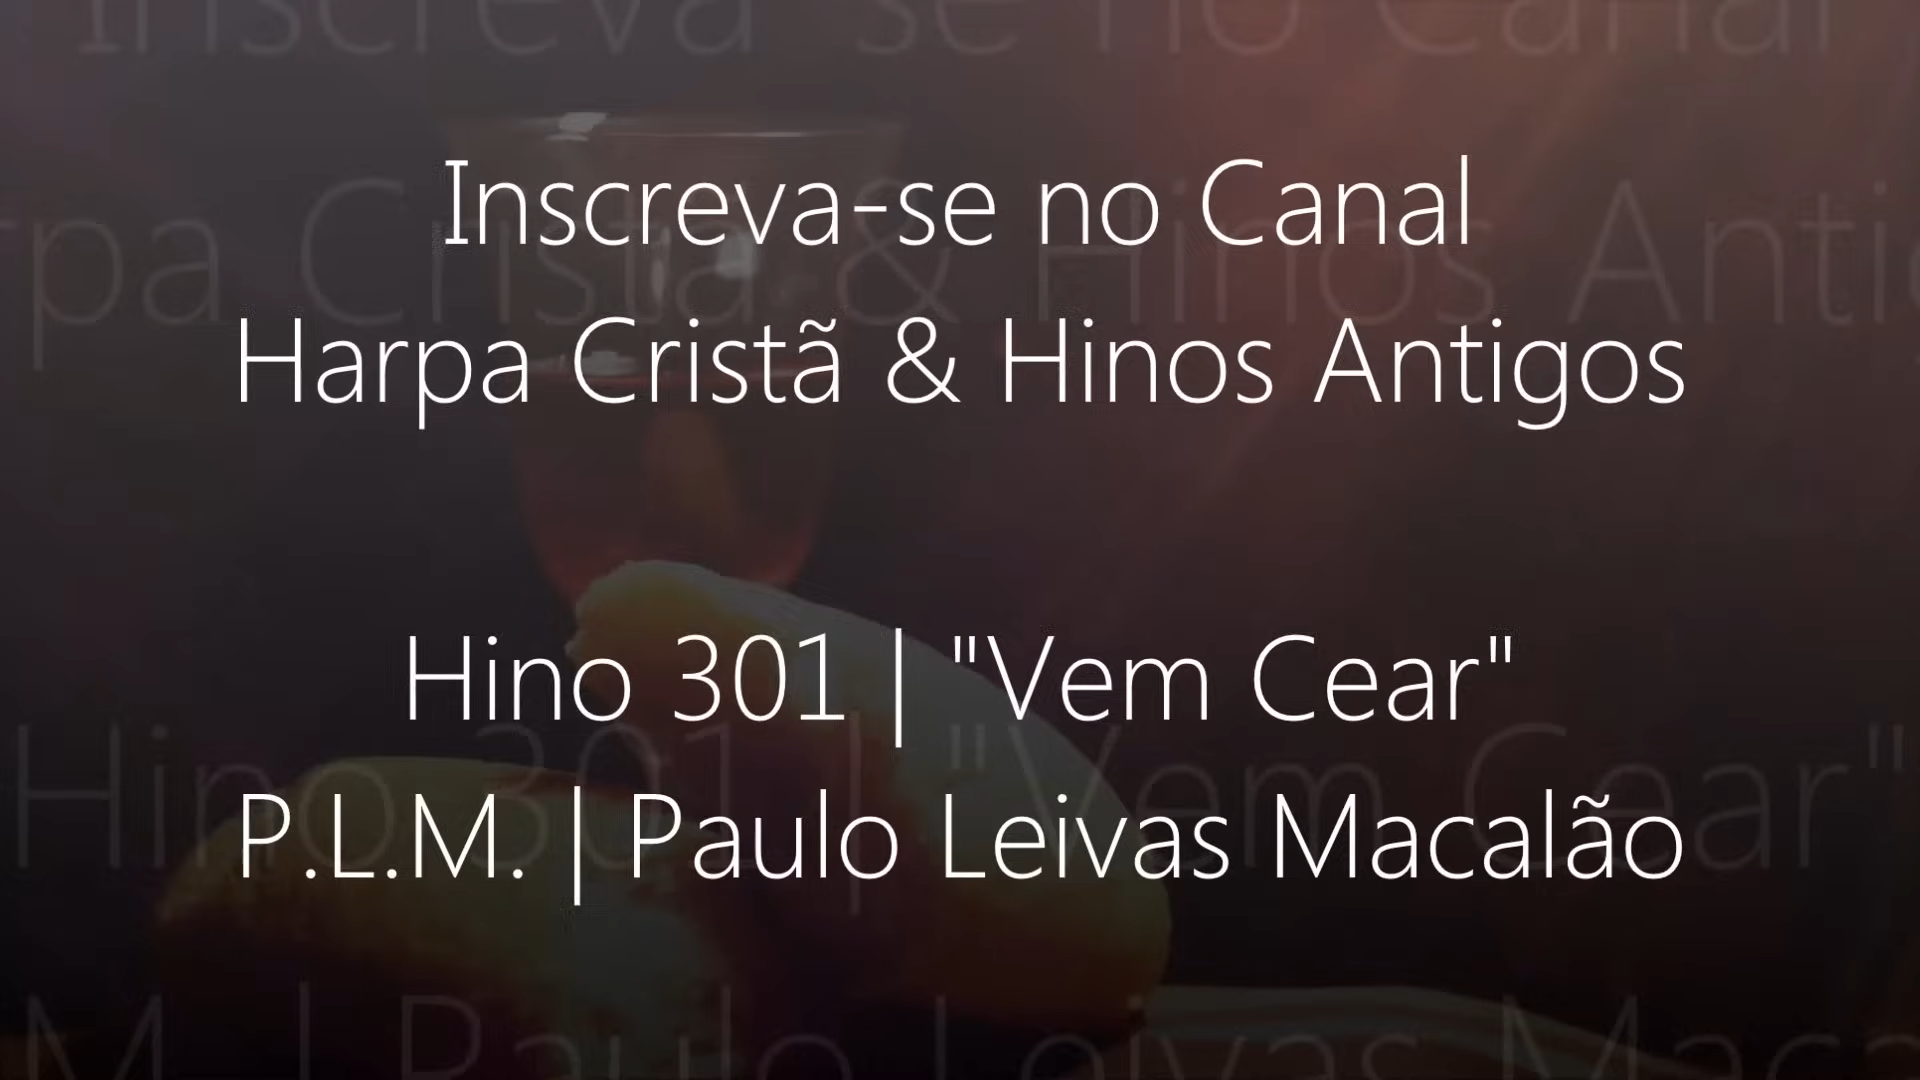 Inscreva-se no Canal
Harpa Cristã & Hinos Antigos
Hino 301 | "Vem Cear"
P.L.M. | Paulo Leivas Macalão